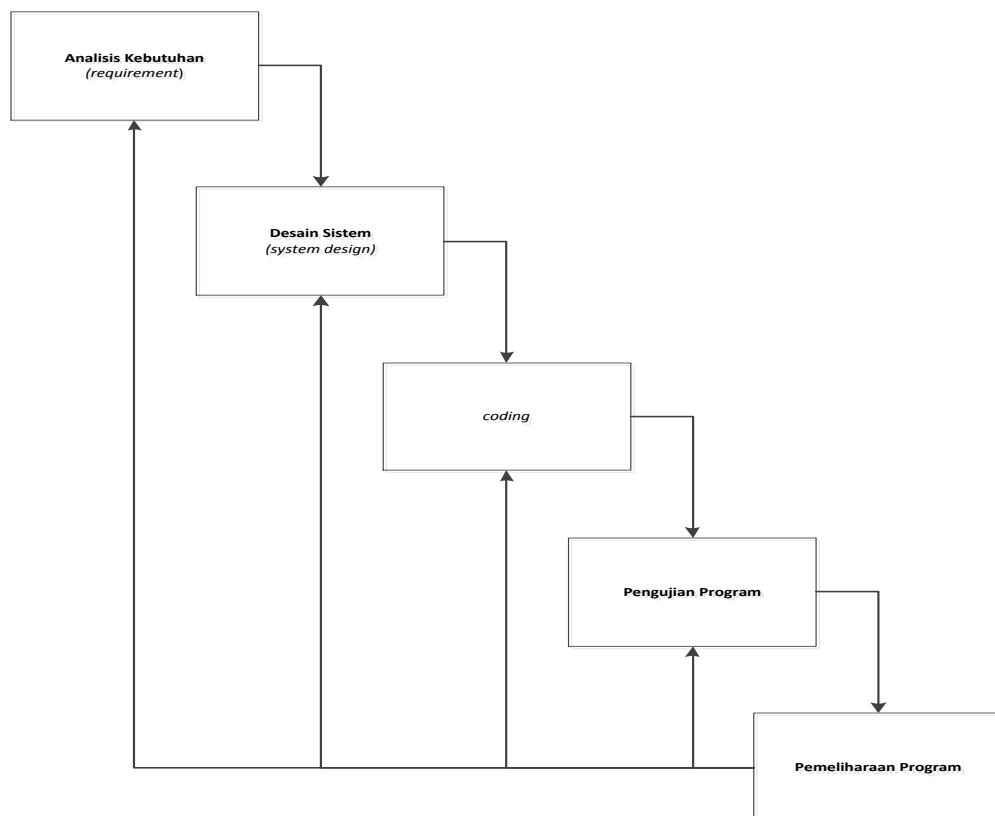 Analisis Kebutuhan
(requirement)
Desain Sistem
(system design)
coding
Pengujian Program
Pemeliharaan Program